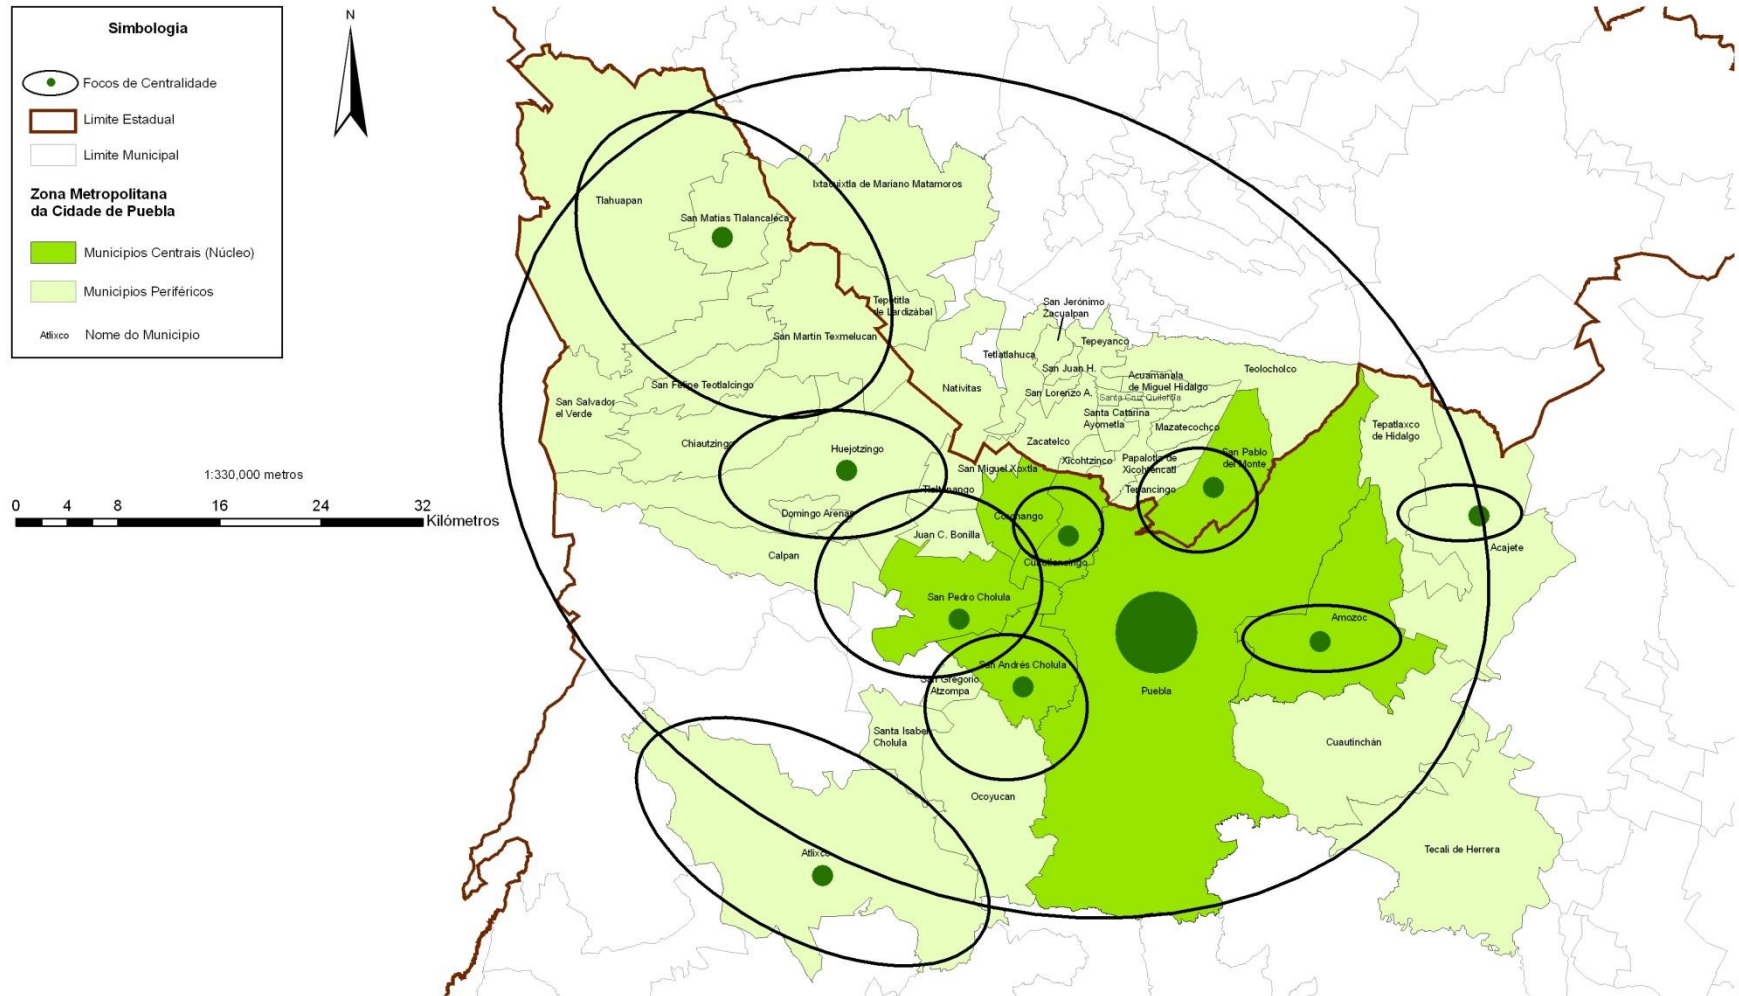 Simbologia
Focos de Centralidade
Limite Estadual
Limite Municipal
Zona Metropolitana
da Cidade de Puebla
Municipios Centrais (Núcleo)
Municipios Periféricos
Atlixco Nome do Municipio
N
1:330,000 metros
0 4 8 16 24 32
Kilómetros
Tlahuapan
Ixtacuixtla de Mariano Matamoros
San Matías Tlalancaleca
Tepetitla
de Lardizábal
San Martín Texmelucan
San Jerónimo
Zacualpan
Tetlatlahuca
Tepeyanco
San Juan H.
Acuamanala
de Miguel Hidalgo
Teolocholco
San Felipe Teotlalcingo
Nativitas
San Lorenzo A.
Santa Cruz Quilehtla
San Salvador
el Verde
Santa Catarina
Ayometla
Mazatecochco
Tepatlaxco
de Hidalgo
Chiautzingo
Huejotzingo
Zacatelco
Xicohtzinco
Papalotla de
Xicohtencatl
San Pablo
del Monte
San Miguel Xoxtla
Tlaltenango
Tenancingo
Domingo Arenas
Coronango
Juan C. Bonilla
Calpan
Cuautlancingo
Acajete
San Pedro Cholula
Amozoc
San Andrés Cholula
San Gregorio
Atzompa
Puebla
Santa Isabel
Cholula
Cuautinchán
Ocoyucan
Atlixco
Tecali de Herrera